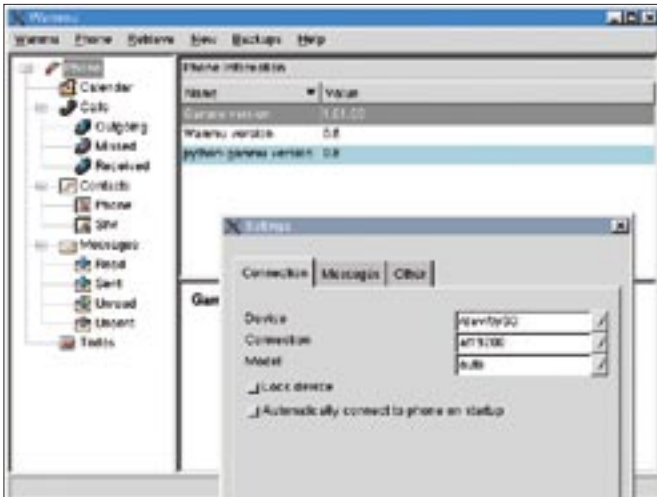 Wammu
Wammu Phone Retrieve New Backups Help
Phone
Calendar
Calls
Outgoing
Missed
Received
Contacts
Phone
SIM
Messages
Read
Sent
Unread
Unsent
Todos
Phone Information
Name Value
Gammu version 1.01.00
Wammu version 0.8
python-gammu version 0.8
Gam
Settings
Connection Messages Other
Device
Connection at19200
Model auto
Lock device
Automatically connect to phone on startup